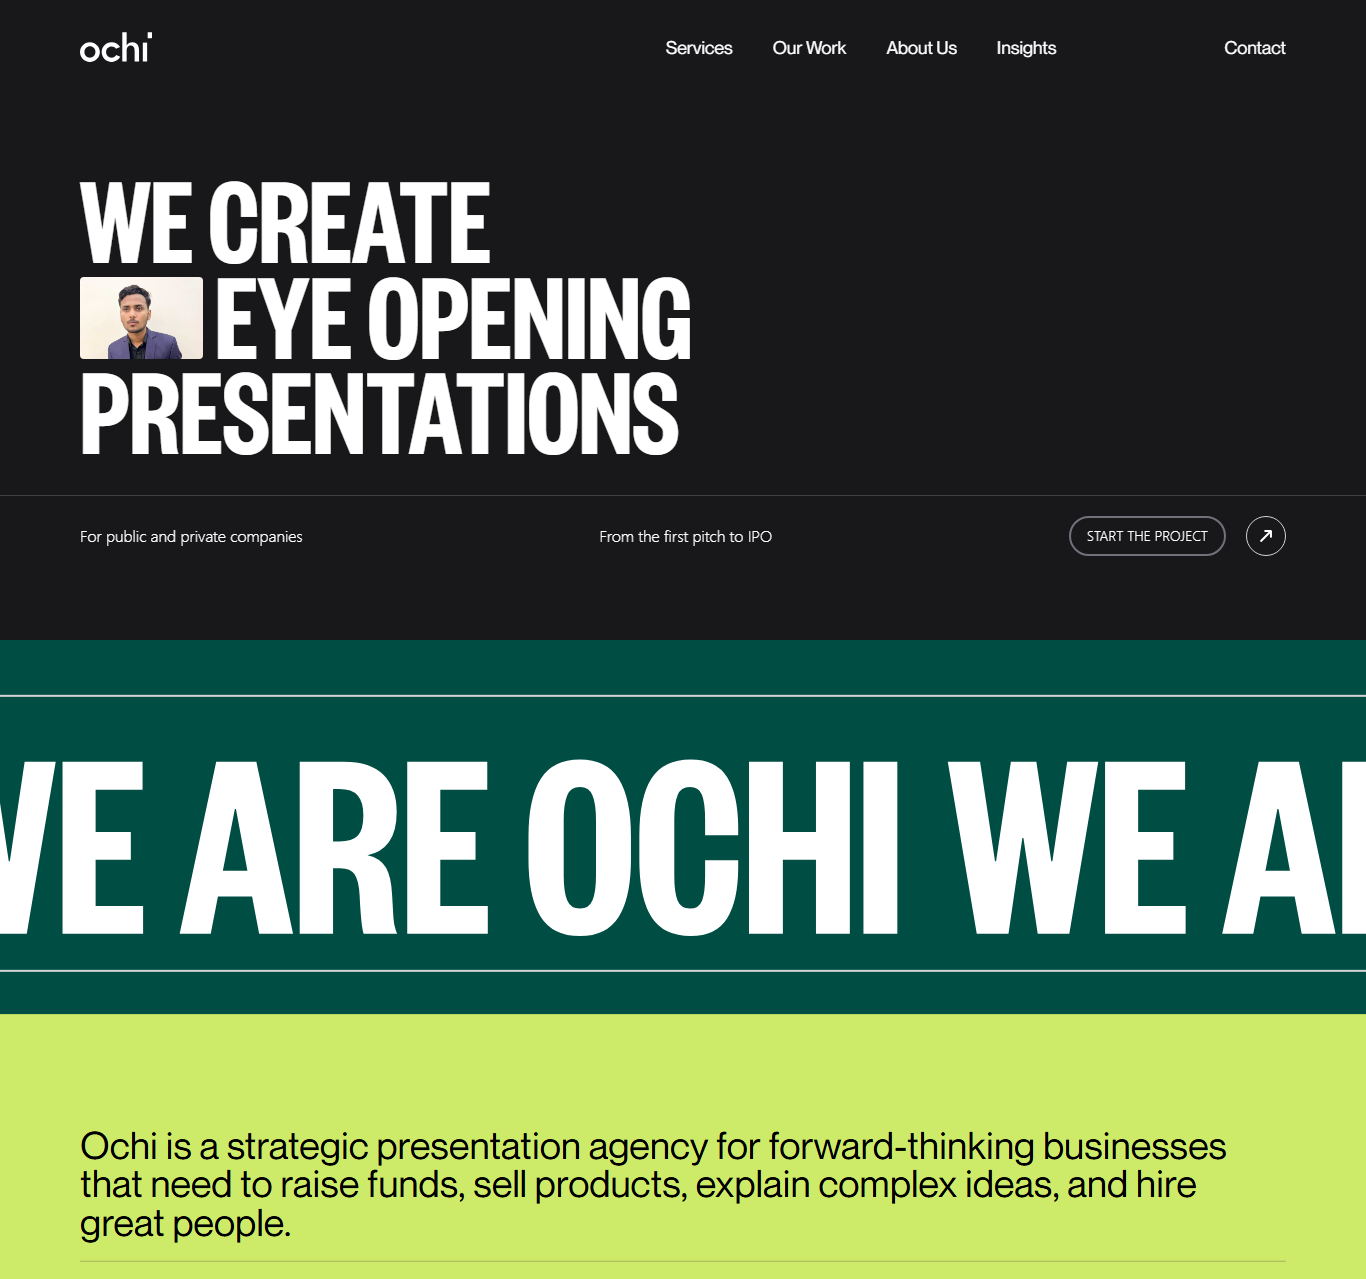 ochi
Services Our Work About Us Insights Contact
WE CREATE
EYE OPENING
PRESENTATIONS
For public and private companies From the first pitch to IPO START THE PROJECT
WE ARE OCHI WE
Ochi is a strategic presentation agency for forward-thinking businesses
that need to raise funds, sell products, explain complex ideas, and hire
great people.